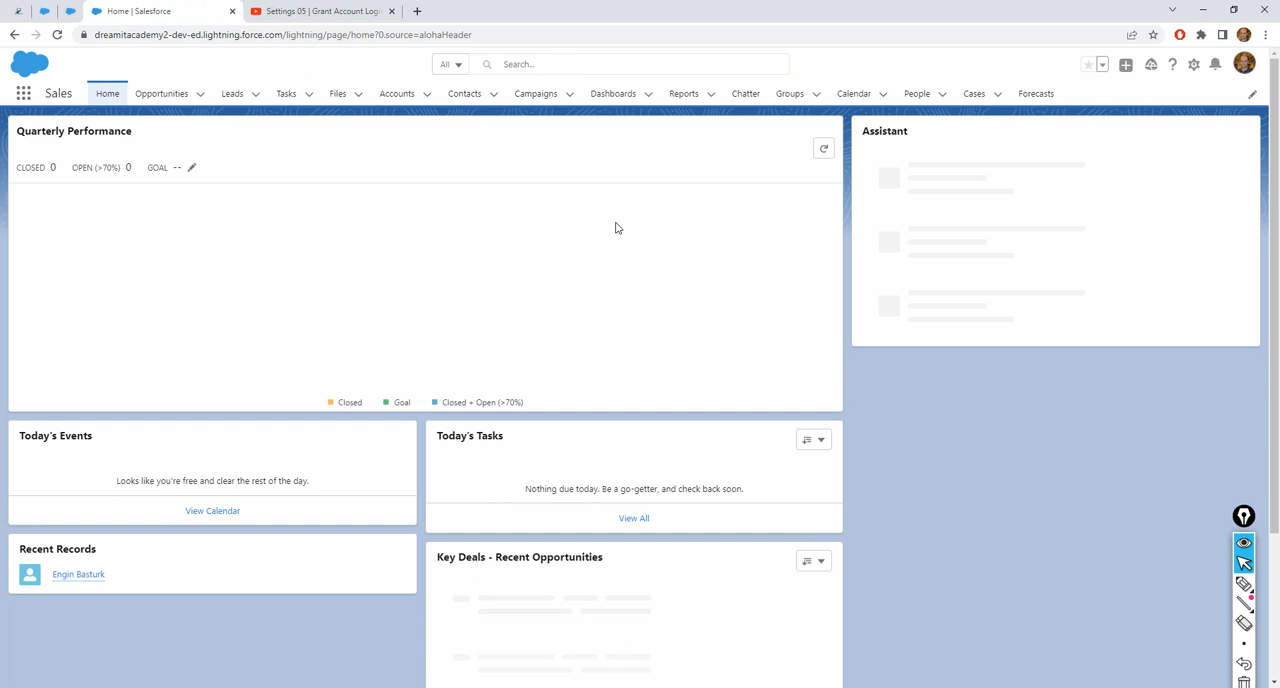 Home | Salesforce
Settings 05 | Grant Account Logi
dreamitacademy2-dev-ed.lightning.force.com/lightning/page/home?0.source=alohaHeader
All
Search...
Sales
Home
Opportunities
Leads
Tasks
Files
Accounts
Contacts
Campaigns
Dashboards
Reports
Chatter
Groups
Calendar
People
Cases
Forecasts
Quarterly Performance
CLOSED 0 OPEN (>70%) 0 GOAL --
Closed
Goal
Closed + Open (>70%)
Assistant
Today's Events
Looks like you're free and clear the rest of the day.
View Calendar
Today's Tasks
Nothing due today. Be a go-getter, and check back soon.
View All
Recent Records
Engin Basturk
Key Deals - Recent Opportunities